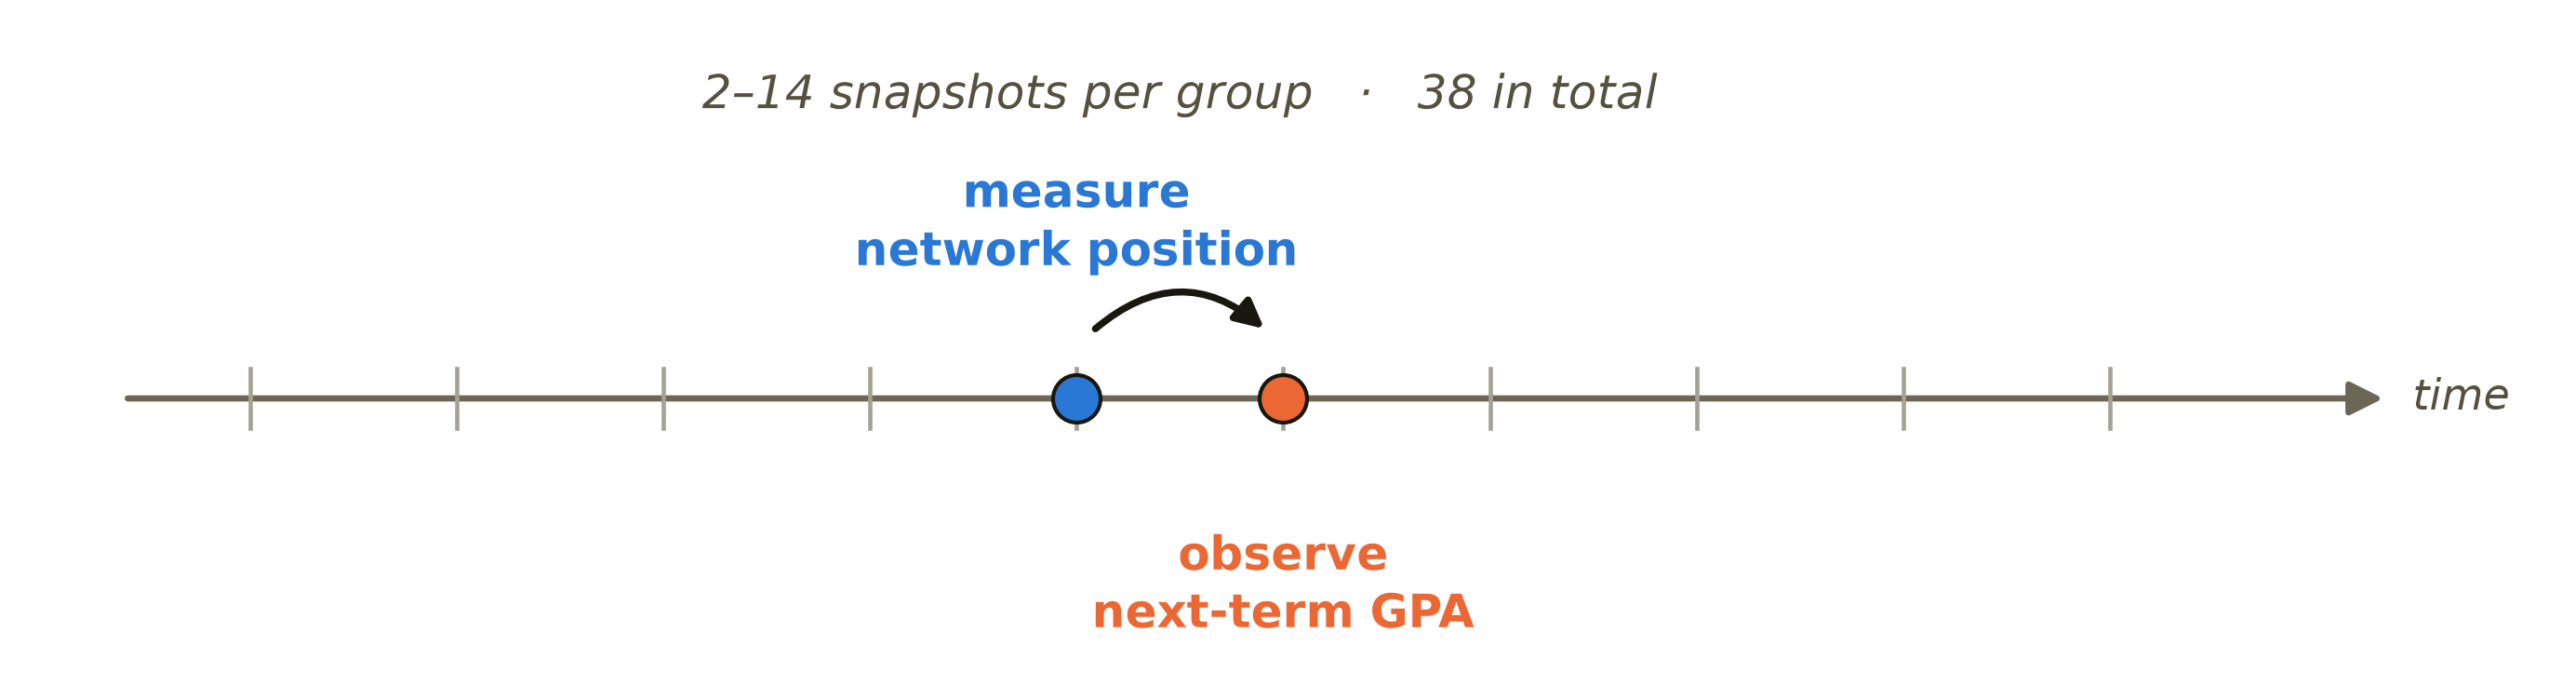 2–14 snapshots per group · 38 in total
measure
network position
time
observe
next-term GPA